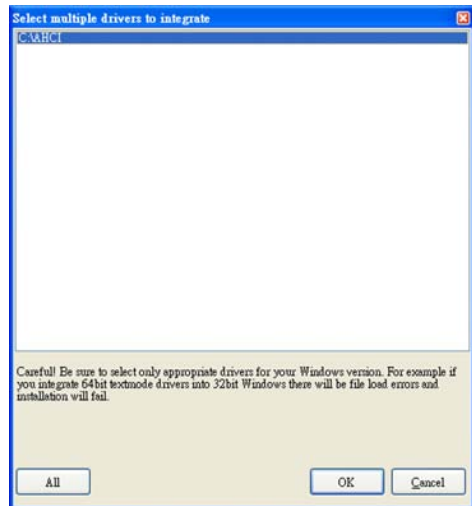 Select multiple drivers to integrate
C:\AHCI
Careful! Be sure to select only appropriate drivers for your Windows version. For example if
you integrate 64bit textmode drivers into 32bit Windows there will be file load errors and
installation will fail.
All
OK
Cancel